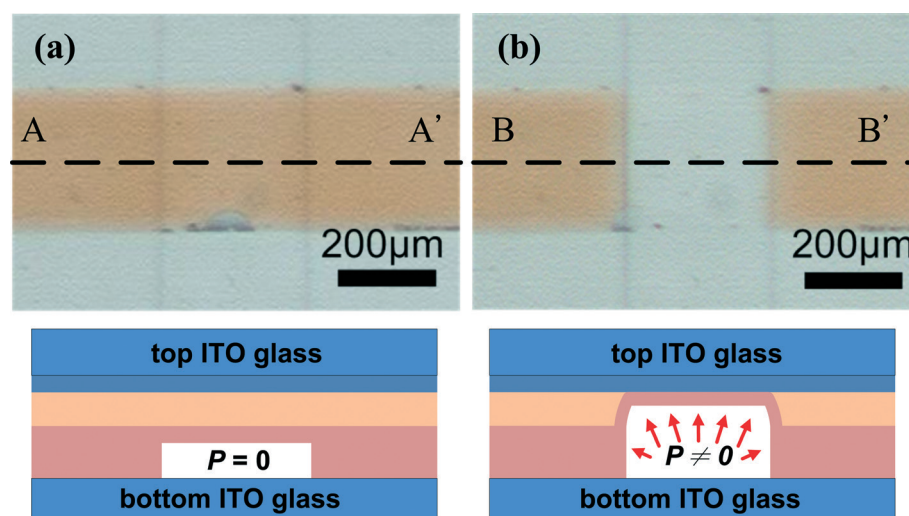 (a)
(b)
A
A'
B
B'
200μm
200μm
top ITO glass
top ITO glass
P = 0
P ≠ 0
bottom ITO glass
bottom ITO glass